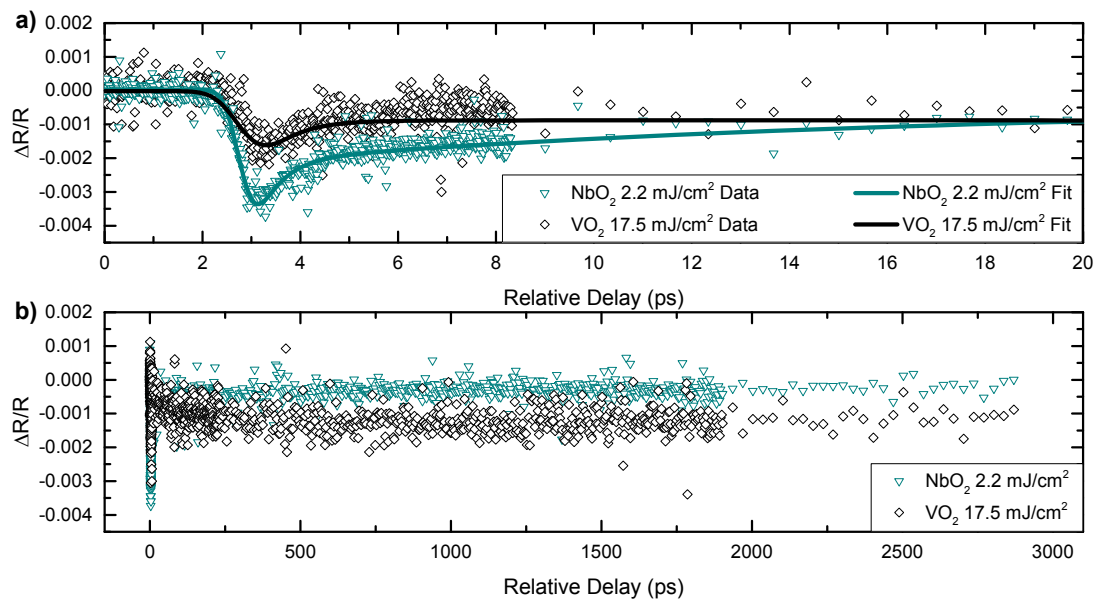 a)
0.002
0.001
0.000
-0.001
-0.002
-0.003
-0.004
ΔR/R
NbO₂ 2.2 mJ/cm² Data
NbO₂ 2.2 mJ/cm² Fit
VO₂ 17.5 mJ/cm² Data
VO₂ 17.5 mJ/cm² Fit
0 2 4 6 8 10 12 14 16 18 20
Relative Delay (ps)
b)
0.002
0.001
0.000
-0.001
-0.002
-0.003
-0.004
ΔR/R
NbO₂ 2.2 mJ/cm²
VO₂ 17.5 mJ/cm²
0 500 1000 1500 2000 2500 3000
Relative Delay (ps)